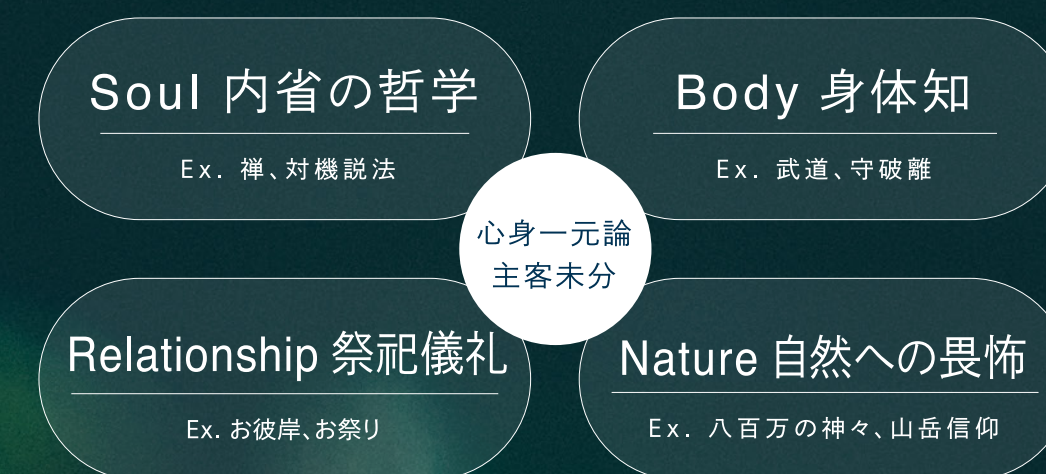 Soul 内省の哲学
Ex. 禅、対機説法
Body 身体知
Ex. 武道、守破離
心身一元論
主客未分
Relationship 祭祀儀礼
Ex. お彼岸、お祭り
Nature 自然への畏怖
Ex. 八百万の神々、山岳信仰